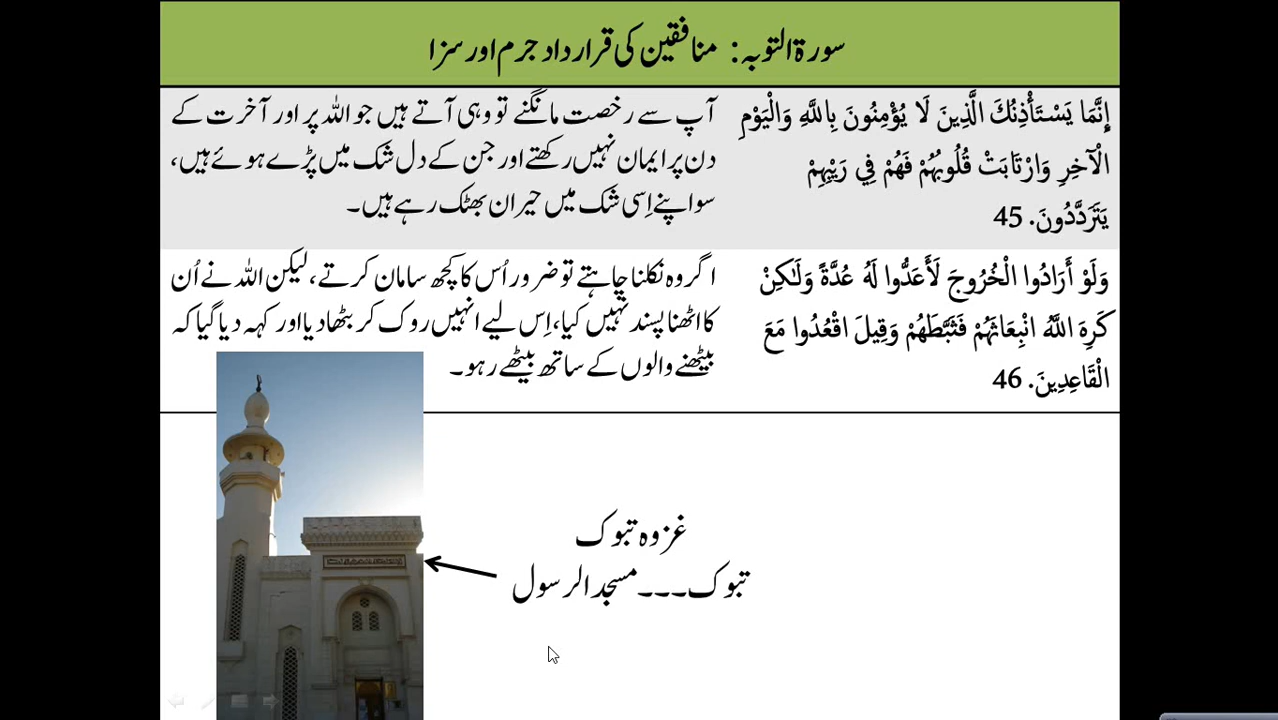 سورۃ التوبہ: منافقین کی قرارداد جرم اور سزا
إِنَّمَا يَسْتَأْذِنُكَ الَّذِينَ لَا يُؤْمِنُونَ بِاللَّهِ وَالْيَوْمِ
الْآخِرِ وَارْتَابَتْ قُلُوبُهُمْ فَهُمْ فِي رَيْبِهِمْ
يَتَرَدَّدُونَ. 45
آپ سے رخصت مانگنے تو وہی آتے ہیں جو اللہ پر اور آخرت کے
دن پر ایمان نہیں رکھتے اور جن کے دل شک میں پڑے ہوئے ہیں،
سو اپنے اِسی شک میں حیران بھٹک رہے ہیں۔
وَلَوْ أَرَادُوا الْخُرُوجَ لَأَعَدُّوا لَهُ عُدَّةً وَلَٰكِنْ
كَرِهَ اللَّهُ انْبِعَاثَهُمْ فَثَبَّطَهُمْ وَقِيلَ اقْعُدُوا مَعَ
الْقَاعِدِينَ. 46
اگر وہ نکلنا چاہتے تو ضرور اُس کا کچھ سامان کرتے، لیکن اللہ نے اُن
کا اٹھنا پسند نہیں کیا، اِس لیے انہیں روک کر بٹھا دیا اور کہہ دیا گیا کہ
بیٹھنے والوں کے ساتھ بیٹھے رہو۔
غزوہ تبوک
تبوک۔۔۔مسجد الرسول